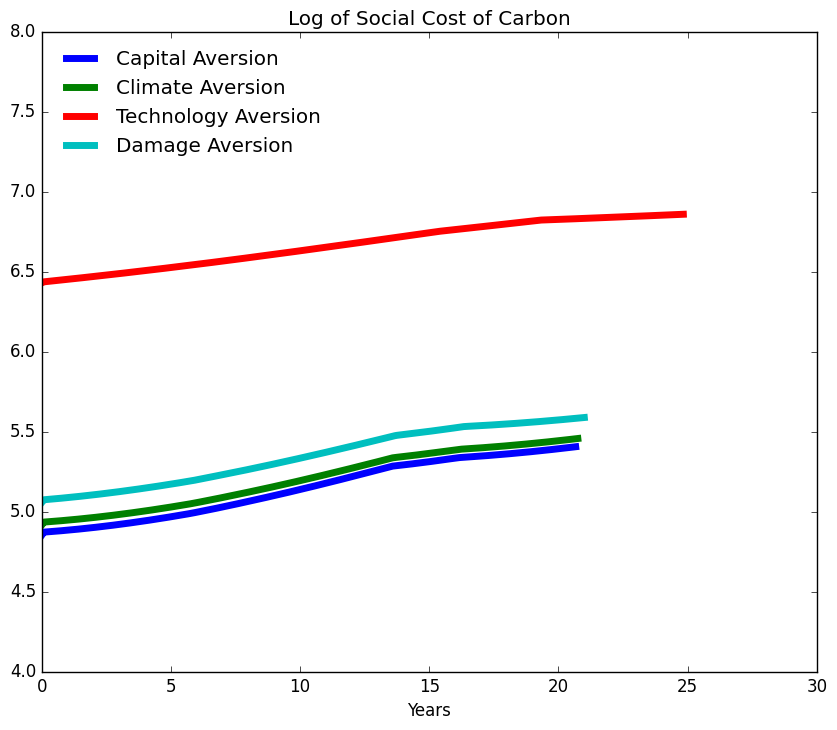 Log of Social Cost of Carbon
8.0
Capital Aversion
Climate Aversion
7.5
Technology Aversion
Damage Aversion
7.0
6.5
6.0
5.5
5.0
4.5
4.0
0 5 10 15 20 25 30
Years